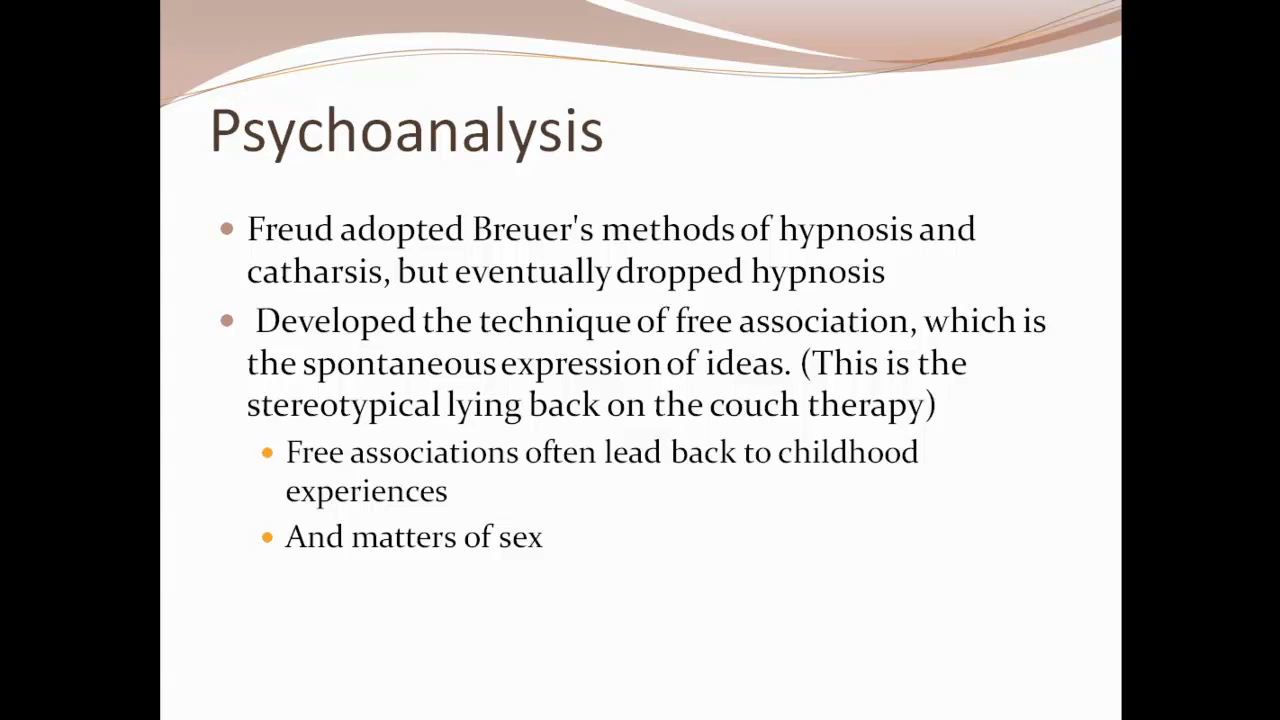 Psychoanalysis
• Freud adopted Breuer's methods of hypnosis and
catharsis, but eventually dropped hypnosis
• Developed the technique of free association, which is
the spontaneous expression of ideas. (This is the
stereotypical lying back on the couch therapy)
• Free associations often lead back to childhood
experiences
• And matters of sex